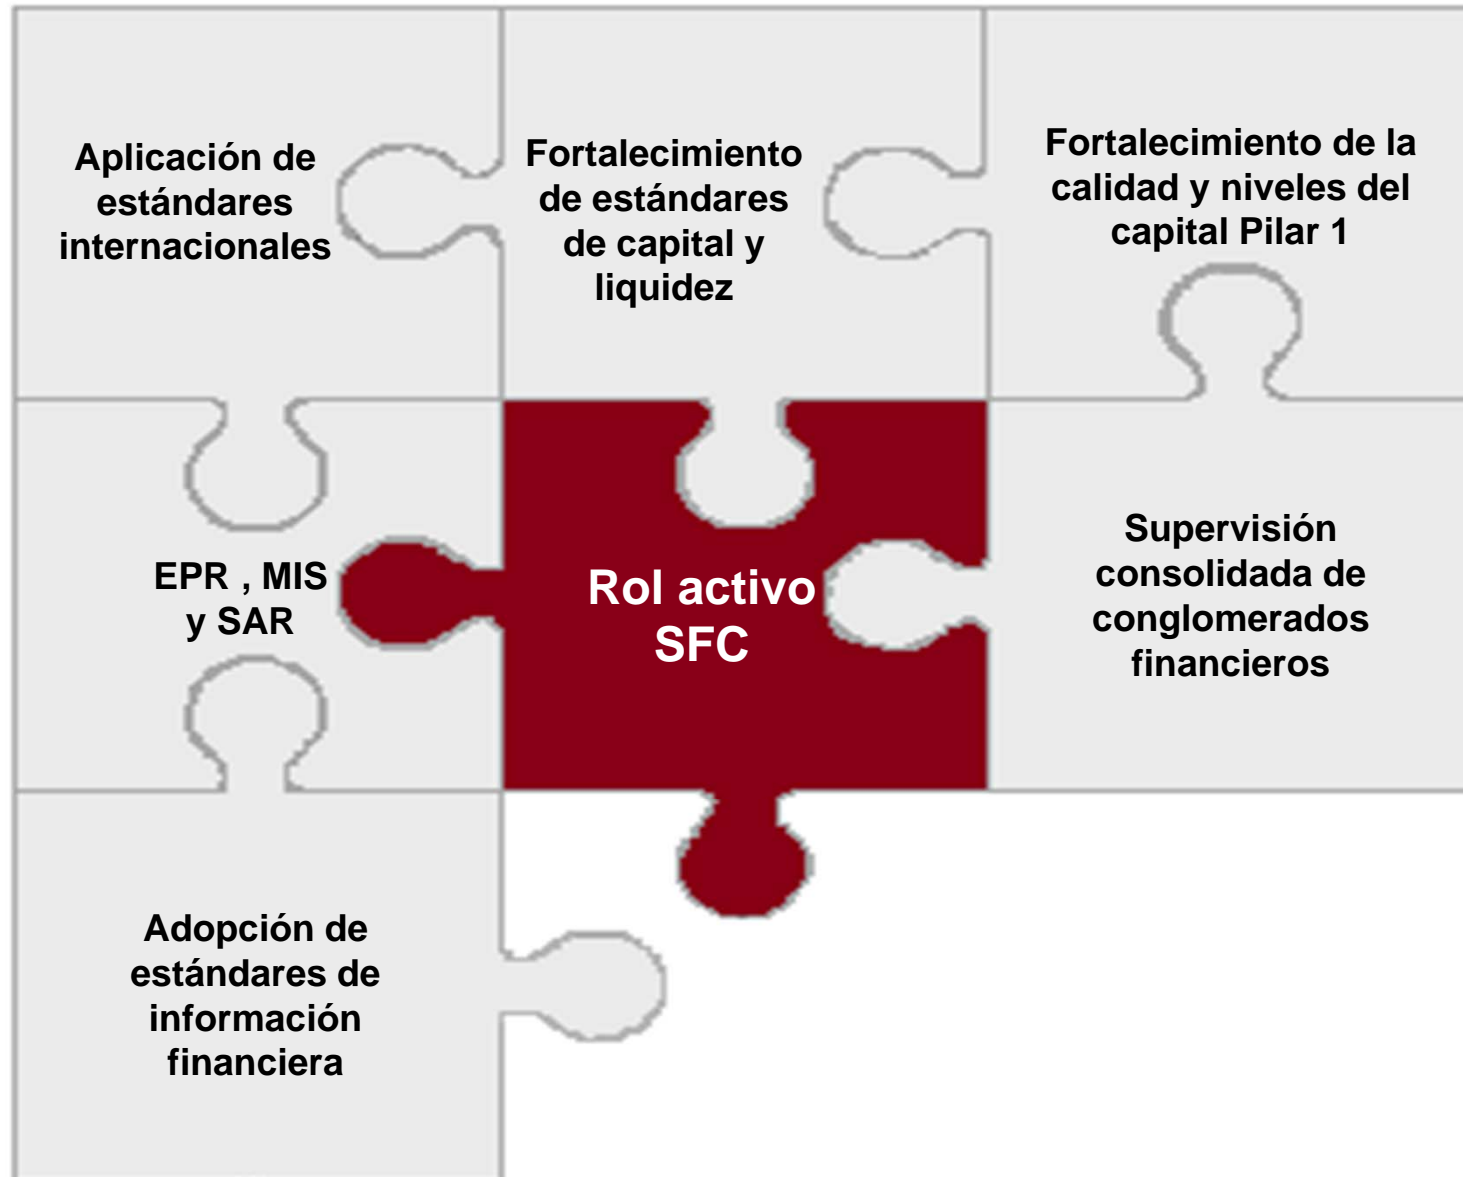 Aplicación de
estándares
internacionales
Fortalecimiento
de estándares
de capital y
liquidez
Fortalecimiento de la
calidad y niveles del
capital Pilar 1
EPR , MIS
y SAR
Rol activo
SFC
Supervisión
consolidada de
conglomerados
financieros
Adopción de
estándares de
información
financiera